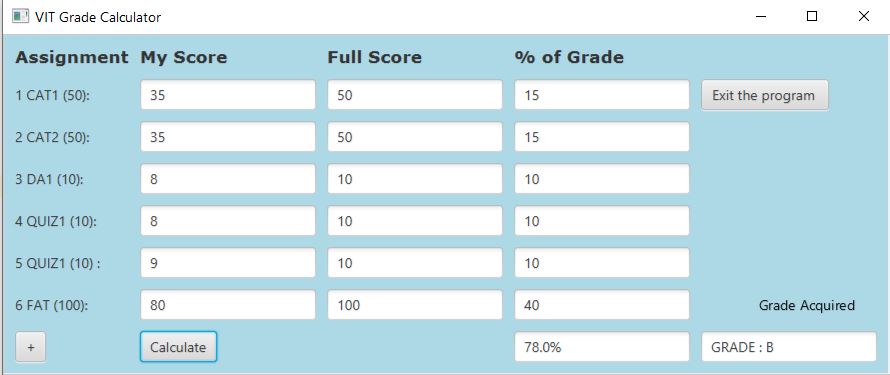 VIT Grade Calculator
Assignment My Score Full Score % of Grade
1 CAT1 (50): 35 50 15 Exit the program
2 CAT2 (50): 35 50 15
3 DA1 (10): 8 10 10
4 QUIZ1 (10): 8 10 10
5 QUIZ1 (10) : 9 10 10
6 FAT (100): 80 100 40 Grade Acquired
+ Calculate 78.0% GRADE : B